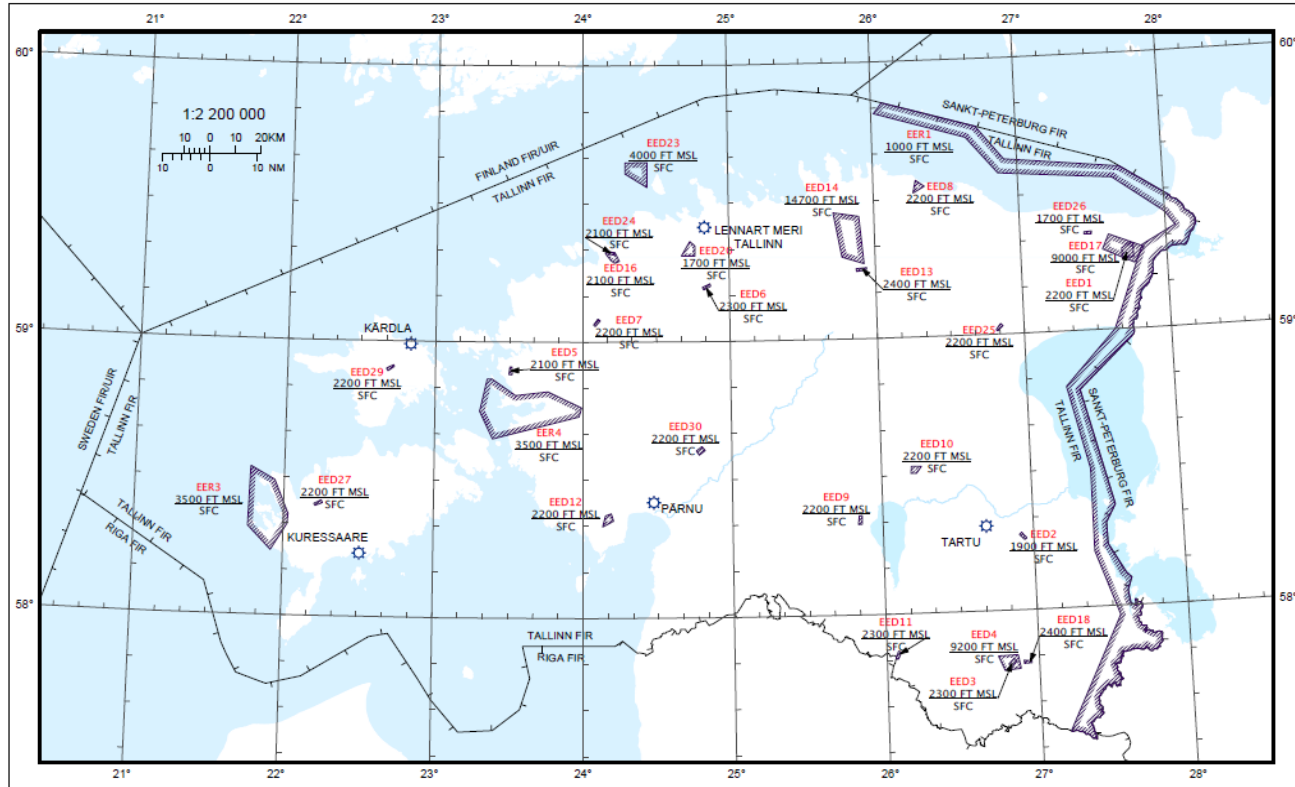 21° 22° 23° 24° 25° 26° 27° 28°
60° 60°
1:2 200 000
10 0 10 20KM
10 0 10 NM
SANKT-PETERBURG FIR
TALLINN FIR
FINLAND FIR/UIR
TALLINN FIR
EER1
1000 FT MSL
SFC
EED23
4000 FT MSL
SFC
EED14
14700 FT MSL
SFC
EED8
2200 FT MSL
SFC
EED26
1700 FT MSL
SFC
EED24
2100 FT MSL
SFC
LENNART MERI
TALLINN
EED17
9000 FT MSL
SFC
EED20
1700 FT MSL
SFC
EED16
2100 FT MSL
SFC
EED13
2400 FT MSL
SFC
EED1
2200 FT MSL
SFC
EED6
2300 FT MSL
SFC
EED7
2200 FT MSL
SFC
EED25
2200 FT MSL
SFC
59° 59°
KÄRDLA
EED5
2100 FT MSL
SFC
EED29
2200 FT MSL
SFC
SWEDEN FIR/UIR
TALLINN FIR
EER4
3500 FT MSL
SFC
EED30
2200 FT MSL
SFC
EED10
2200 FT MSL
SFC
TALLINN FIR
SANKT-PETERBURG FIR
EER3
3500 FT MSL
SFC
EED27
2200 FT MSL
SFC
EED12
2200 FT MSL
SFC
PÄRNU
EED9
2200 FT MSL
SFC
TALLINN FIR
RIGA FIR
KURESSAARE
TARTU
EED2
1900 FT MSL
SFC
58° 58°
TALLINN FIR
RIGA FIR
EED11
2300 FT MSL
SFC
EED4
9200 FT MSL
SFC
EED18
2400 FT MSL
SFC
EED3
2300 FT MSL
SFC
21° 22° 23° 24° 25° 26° 27° 28°